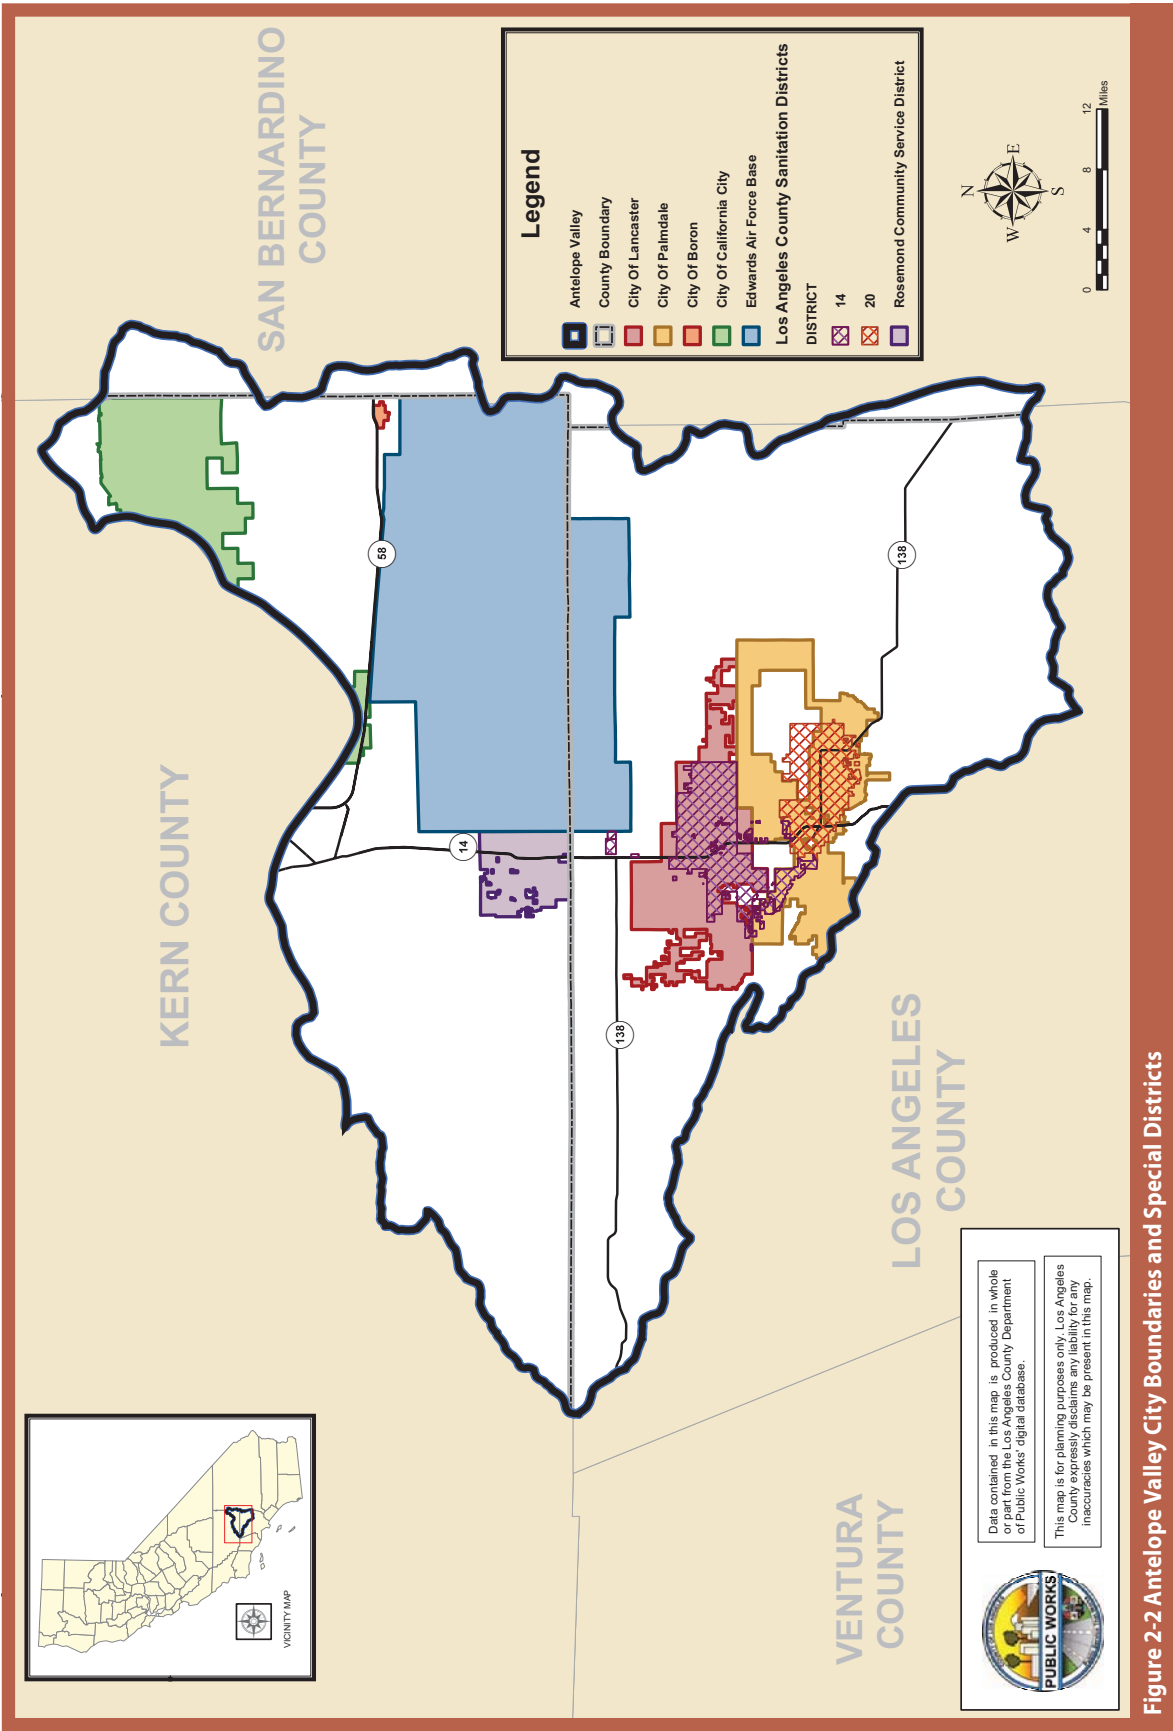 SAN BERNARDINO
COUNTY
KERN COUNTY
LOS ANGELES
COUNTY
VENTURA
COUNTY
58
14
138
138
Legend
Antelope Valley
County Boundary
City Of Lancaster
City Of Palmdale
City Of Boron
City Of California City
Edwards Air Force Base
Los Angeles County Sanitation Districts
DISTRICT
14
20
Rosemond Community Service District
N
W
E
S
0
4
8
12
Miles
VICINITY MAP
PUBLIC WORKS
Data contained in this map is produced in whole
or part from the Los Angeles County Department
of Public Works' digital database.
This map is for planning purposes only. Los Angeles
County expressly disclaims any liability for any
inaccuracies which may be present in this map.
Figure 2-2 Antelope Valley City Boundaries and Special Districts